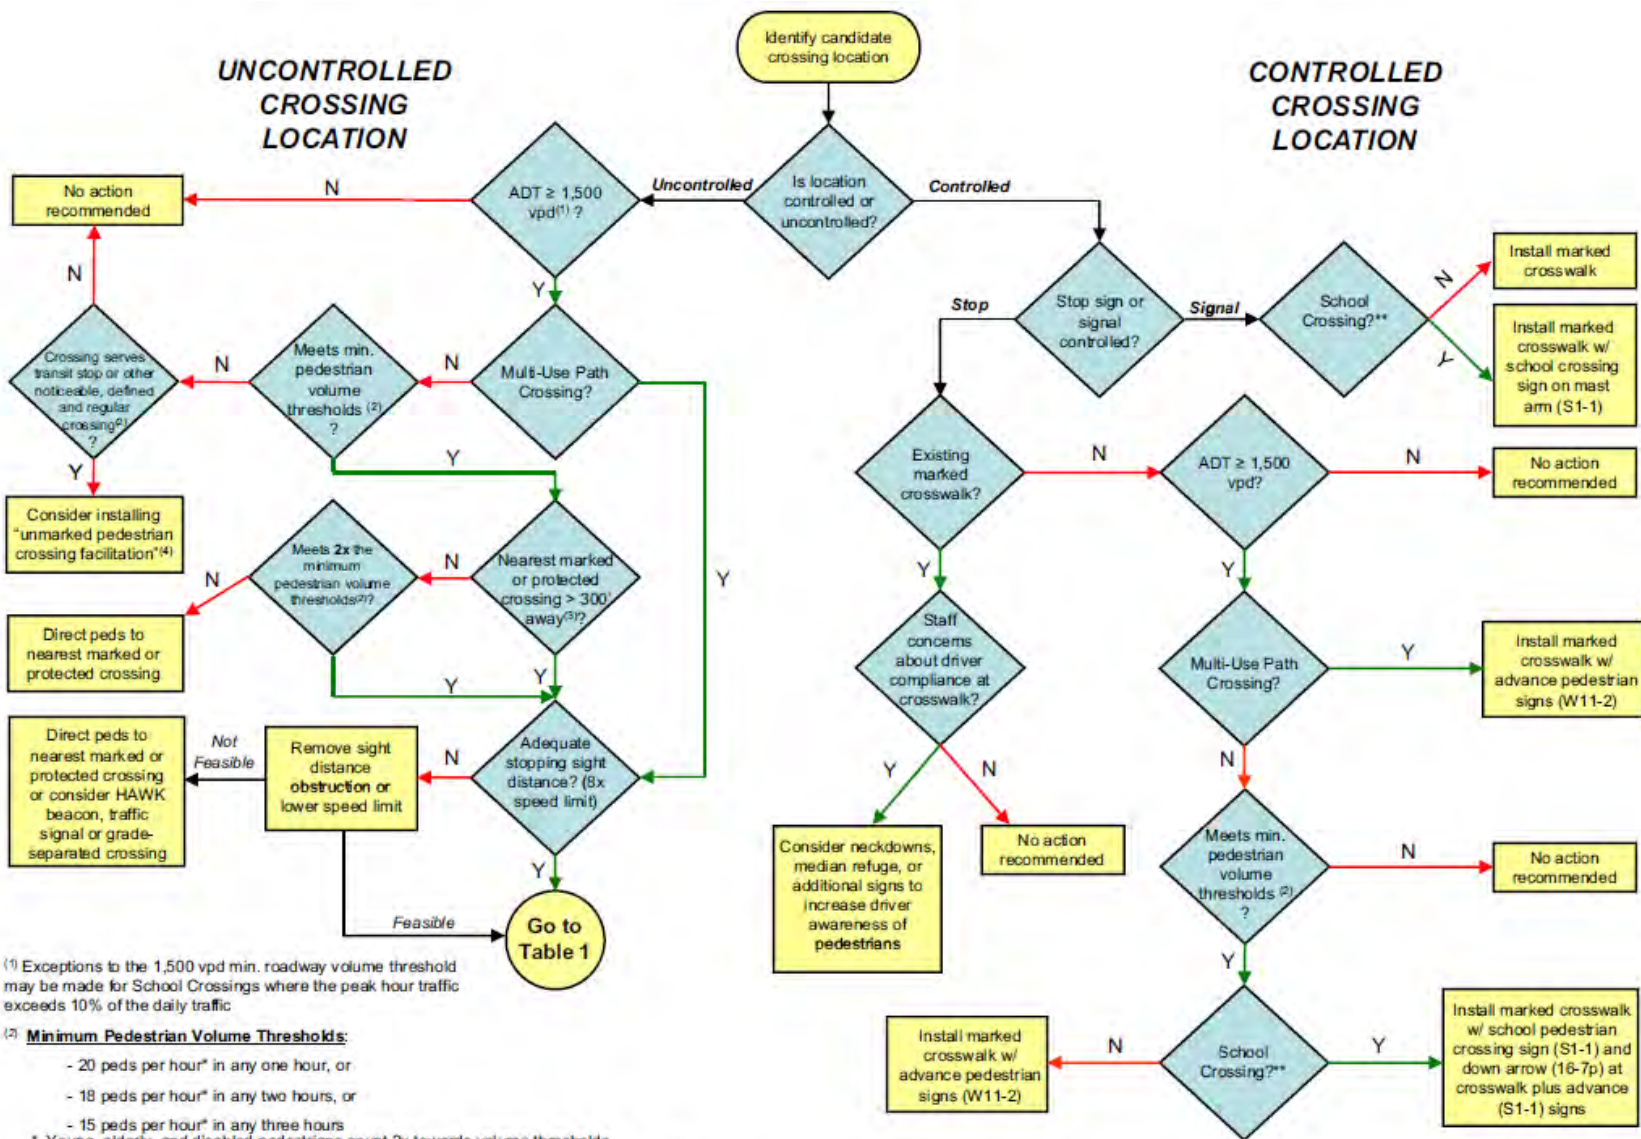 Identify candidate
crossing location
UNCONTROLLED
CROSSING
LOCATION
CONTROLLED
CROSSING
LOCATION
Is location
controlled or
uncontrolled?
Uncontrolled
Controlled
ADT ≥ 1,500
vpd(1) ?
N
No action
recommended
Y
N
Multi-Use Path
Crossing?
N
Meets min.
pedestrian
volume
thresholds (2)
?
N
Crossing serves
transit stop or other
noticeable, defined
and regular
crossing(2)
?
Y
Consider installing
"unmarked pedestrian
crossing facilitation"(4)
Y
Y
Nearest marked
or protected
crossing > 300'
away(3)?
N
Meets 2x the
minimum
pedestrian volume
thresholds(2)?
N
Direct peds to
nearest marked or
protected crossing
Y
Y
Adequate
stopping sight
distance? (8x
speed limit)
N
Remove sight
distance
obstruction or
lower speed limit
Not
Feasible
Direct peds to
nearest marked or
protected crossing
or consider HAWK
beacon, traffic
signal or grade-
separated crossing
Y
Feasible
Go to
Table 1
Stop sign or
signal
controlled?
Stop
Signal
School
Crossing?**
N
Install marked
crosswalk
Y
Install marked
crosswalk w/
school crossing
sign on mast
arm (S1-1)
Existing
marked
crosswalk?
N
ADT ≥ 1,500
vpd?
N
No action
recommended
Y
Y
Staff
concerns
about driver
compliance at
crosswalk?
Y
N
Consider neckdowns,
median refuge, or
additional signs to
increase driver
awareness of
pedestrians
No action
recommended
Multi-Use Path
Crossing?
Y
Install marked
crosswalk w/
advance pedestrian
signs (W11-2)
N
Meets min.
pedestrian
volume
thresholds (2)
?
N
No action
recommended
Y
School
Crossing?**
N
Install marked
crosswalk w/
advance pedestrian
signs (W11-2)
Y
Install marked crosswalk
w/ school pedestrian
crossing sign (S1-1) and
down arrow (16-7p) at
crosswalk plus advance
(S1-1) signs
(1) Exceptions to the 1,500 vpd min. roadway volume threshold
may be made for School Crossings where the peak hour traffic
exceeds 10% of the daily traffic
(2) Minimum Pedestrian Volume Thresholds:
- 20 peds per hour* in any one hour, or
- 18 peds per hour* in any two hours, or
- 15 peds per hour* in any three hours
* Young, elderly, and disabled pedestrians count 2x towards volume thresholds